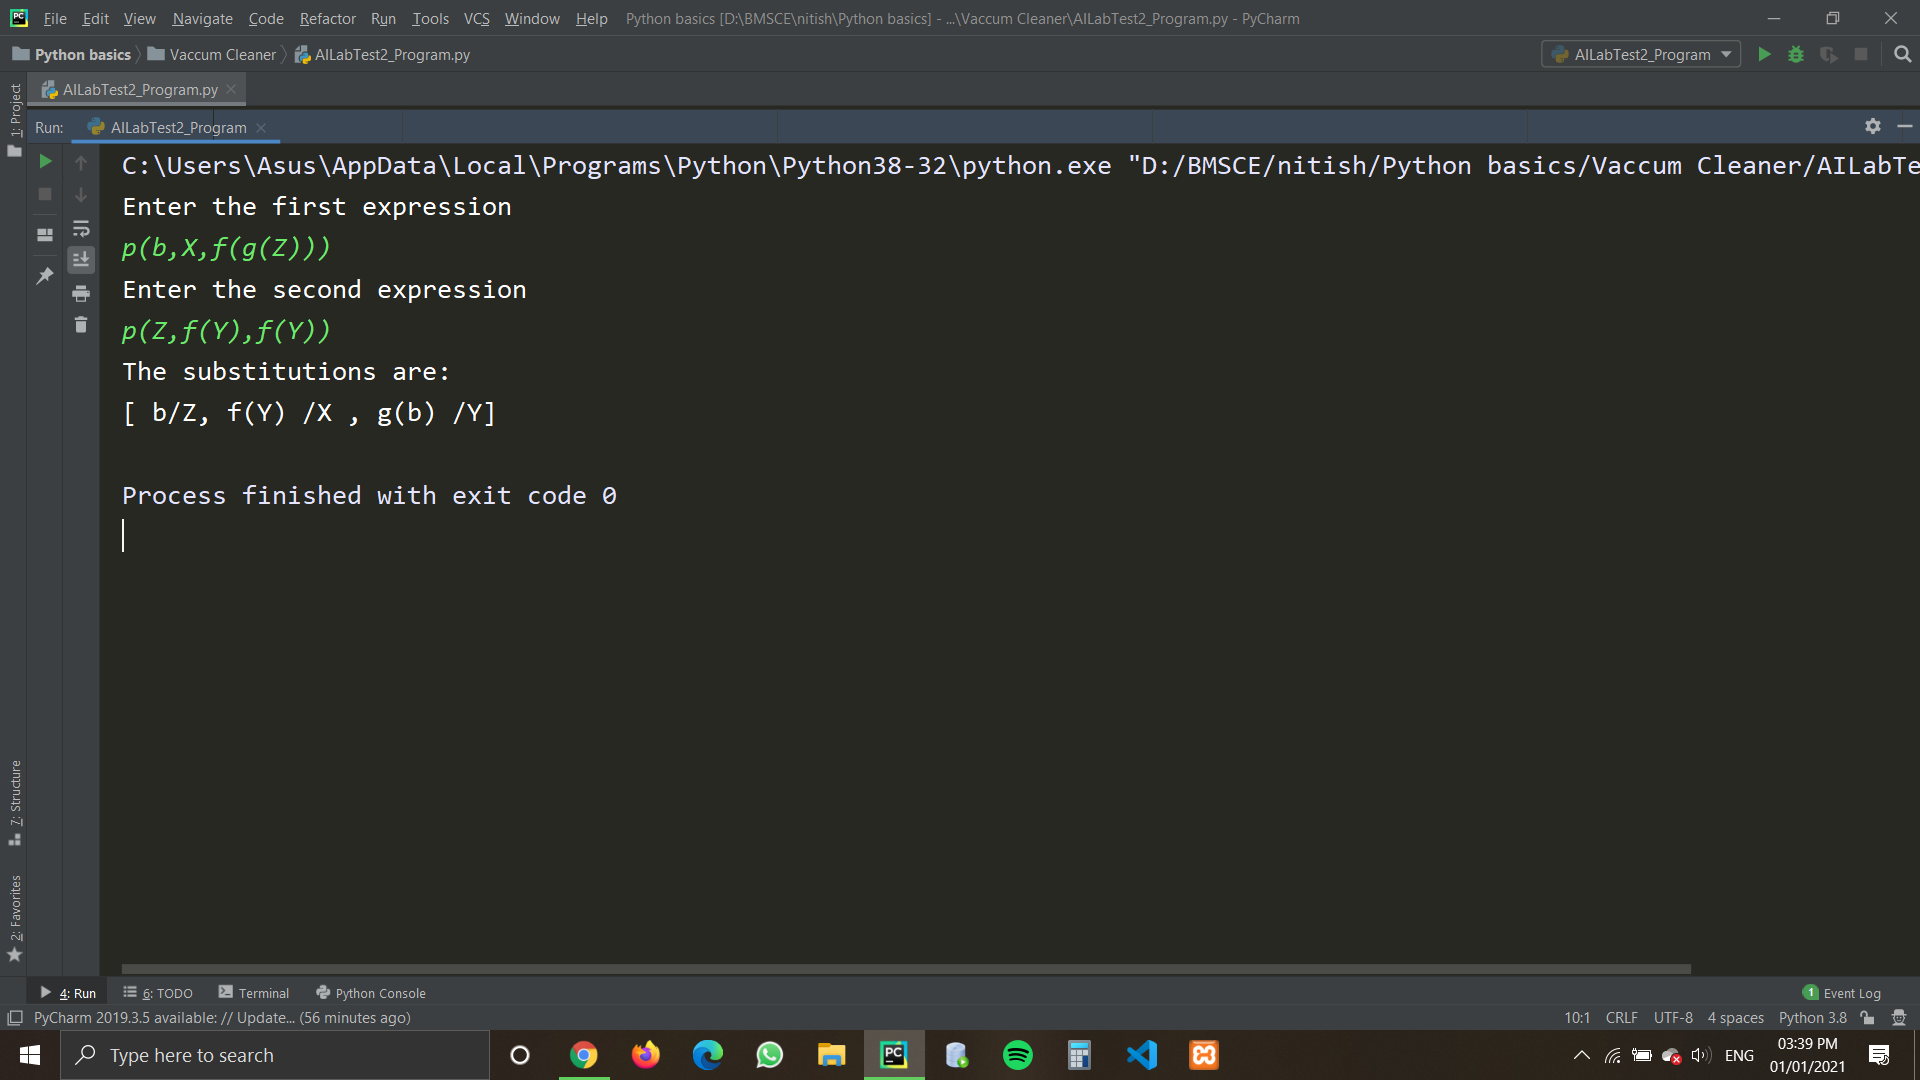 File Edit View Navigate Code Refactor Run Tools VCS Window Help Python basics [D:\BMSCE\nitish\Python basics] - ...\Vaccum Cleaner\AILabTest2_Program.py - PyCharm
Python basics Vaccum Cleaner AILabTest2_Program.py AILabTest2_Program
1: Project
AILabTest2_Program.py
Run: AILabTest2_Program
C:\Users\Asus\AppData\Local\Programs\Python\Python38-32\python.exe "D:/BMSCE/nitish/Python basics/Vaccum Cleaner/AILabTe
Enter the first expression
p(b,X,f(g(Z)))
Enter the second expression
p(Z,f(Y),f(Y))
The substitutions are:
[ b/Z, f(Y) /X , g(b) /Y]
Process finished with exit code 0
7: Structure
2: Favorites
4: Run 6: TODO Terminal Python Console 1 Event Log
PyCharm 2019.3.5 available: // Update... (56 minutes ago) 10:1 CRLF UTF-8 4 spaces Python 3.8
Type here to search PC ENG 03:39 PM
01/01/2021